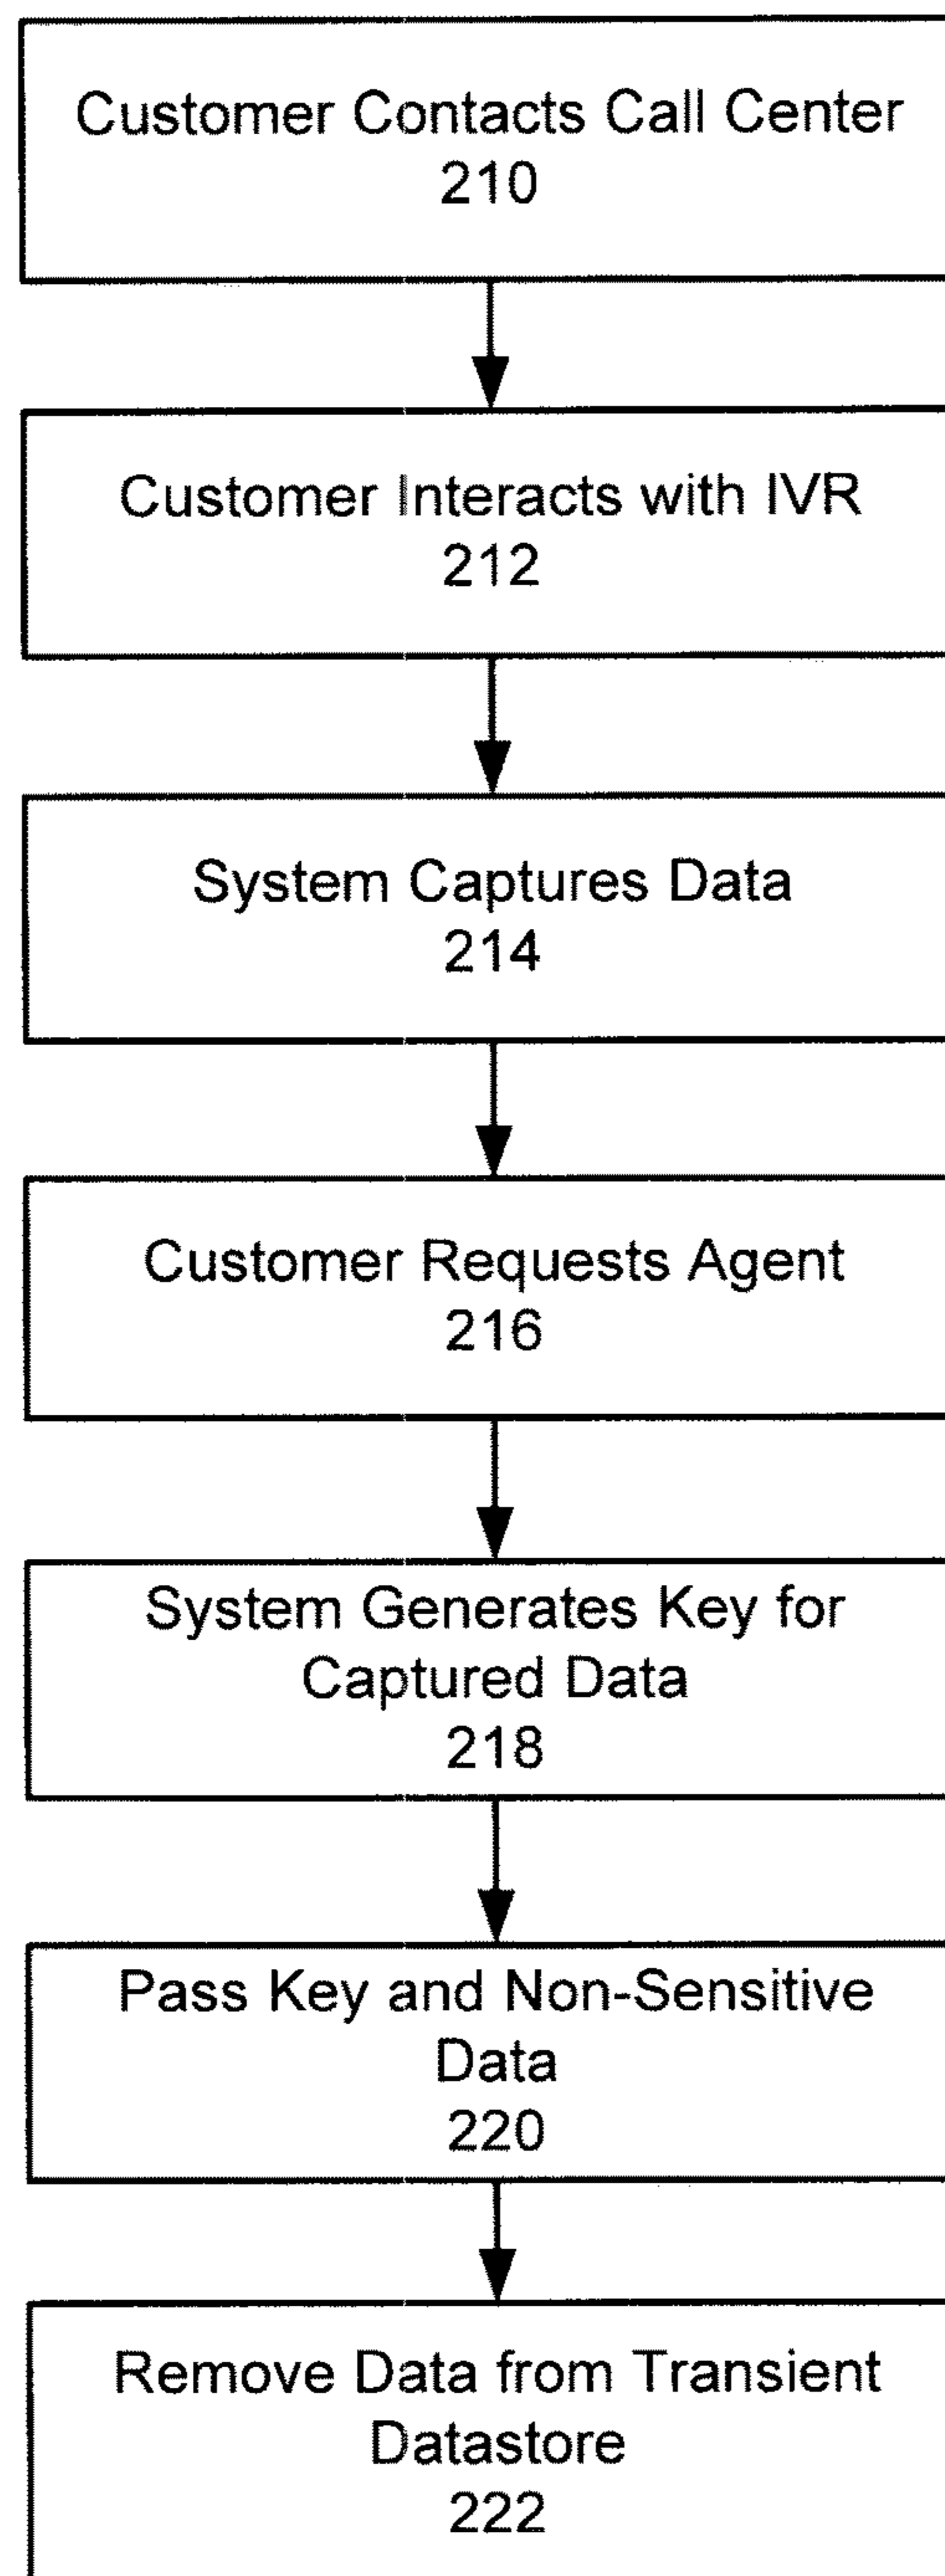 Customer Contacts Call Center
210
Customer Interacts with IVR
212
System Captures Data
214
Customer Requests Agent
216
System Generates Key for
Captured Data
218
Pass Key and Non-Sensitive
Data
220
Remove Data from Transient
Datastore
222